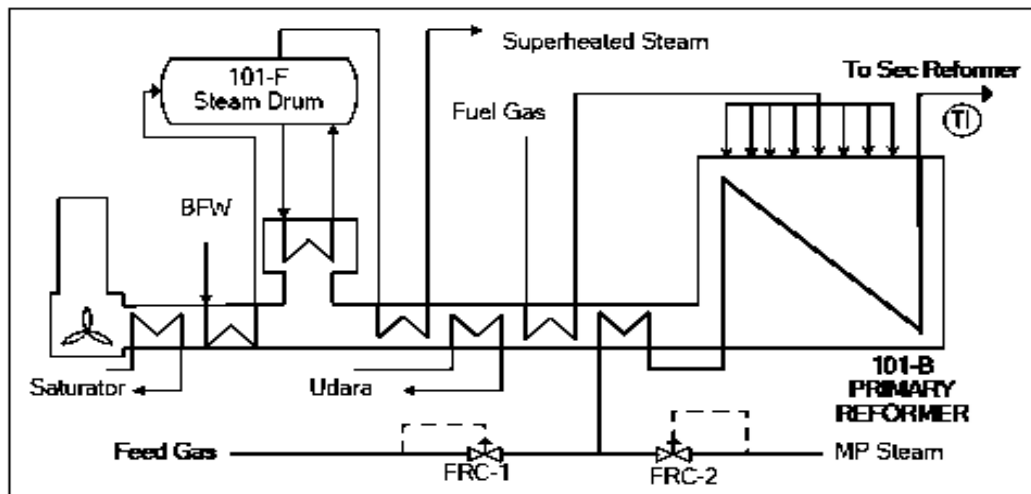 Superheated Steam
101-F
Steam Drum
To Sec Reformer
Fuel Gas
TI
BFW
Saturator
Udara
101-B
PRIMARY
REFORMER
Feed Gas
FRC-1
FRC-2
MP Steam